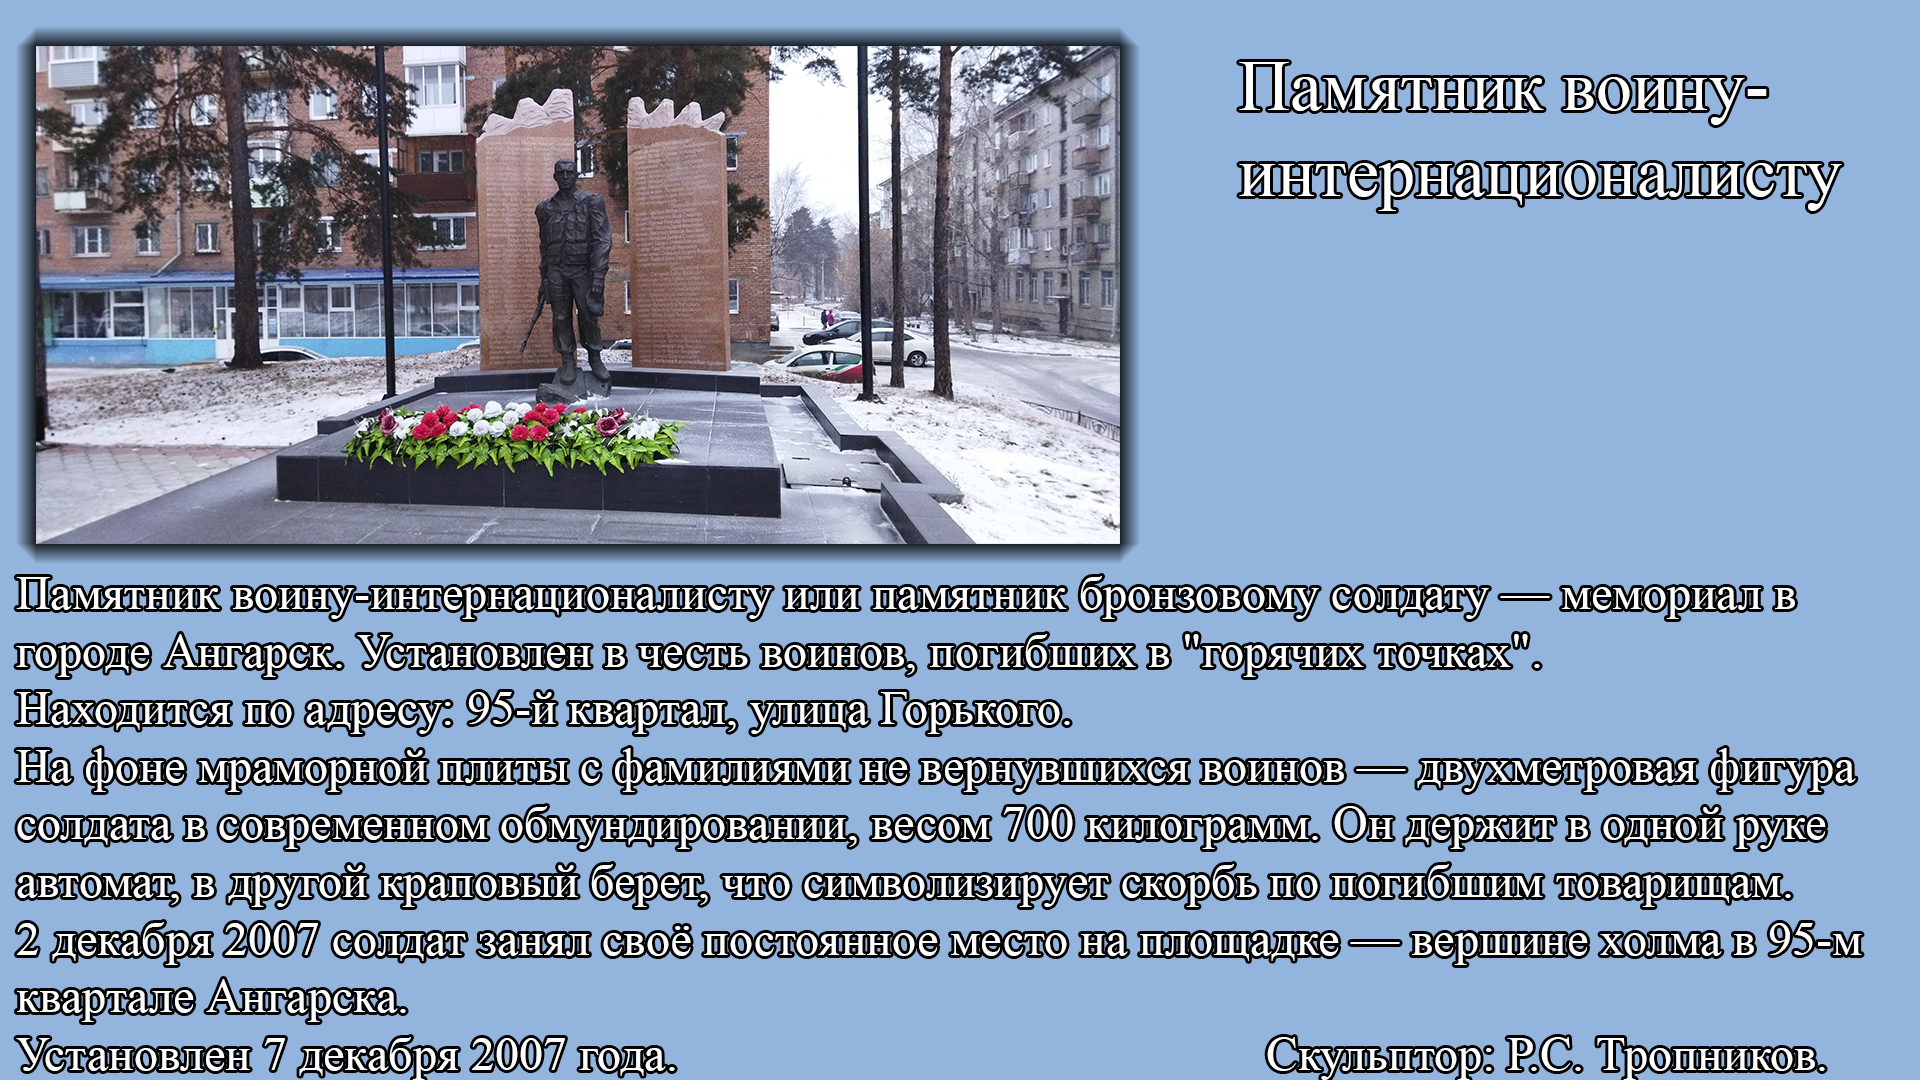 Памятник воину-
интернационалисту
Памятник воину-интернационалисту или памятник бронзовому солдату — мемориал в
городе Ангарск. Установлен в честь воинов, погибших в "горячих точках".
Находится по адресу: 95-й квартал, улица Горького.
На фоне мраморной плиты с фамилиями не вернувшихся воинов — двухметровая фигура
солдата в современном обмундировании, весом 700 килограмм. Он держит в одной руке
автомат, в другой краповый берет, что символизирует скорбь по погибшим товарищам.
2 декабря 2007 солдат занял своё постоянное место на площадке — вершине холма в 95-м
квартале Ангарска.
Установлен 7 декабря 2007 года. Скульптор: Р.С. Тропников.